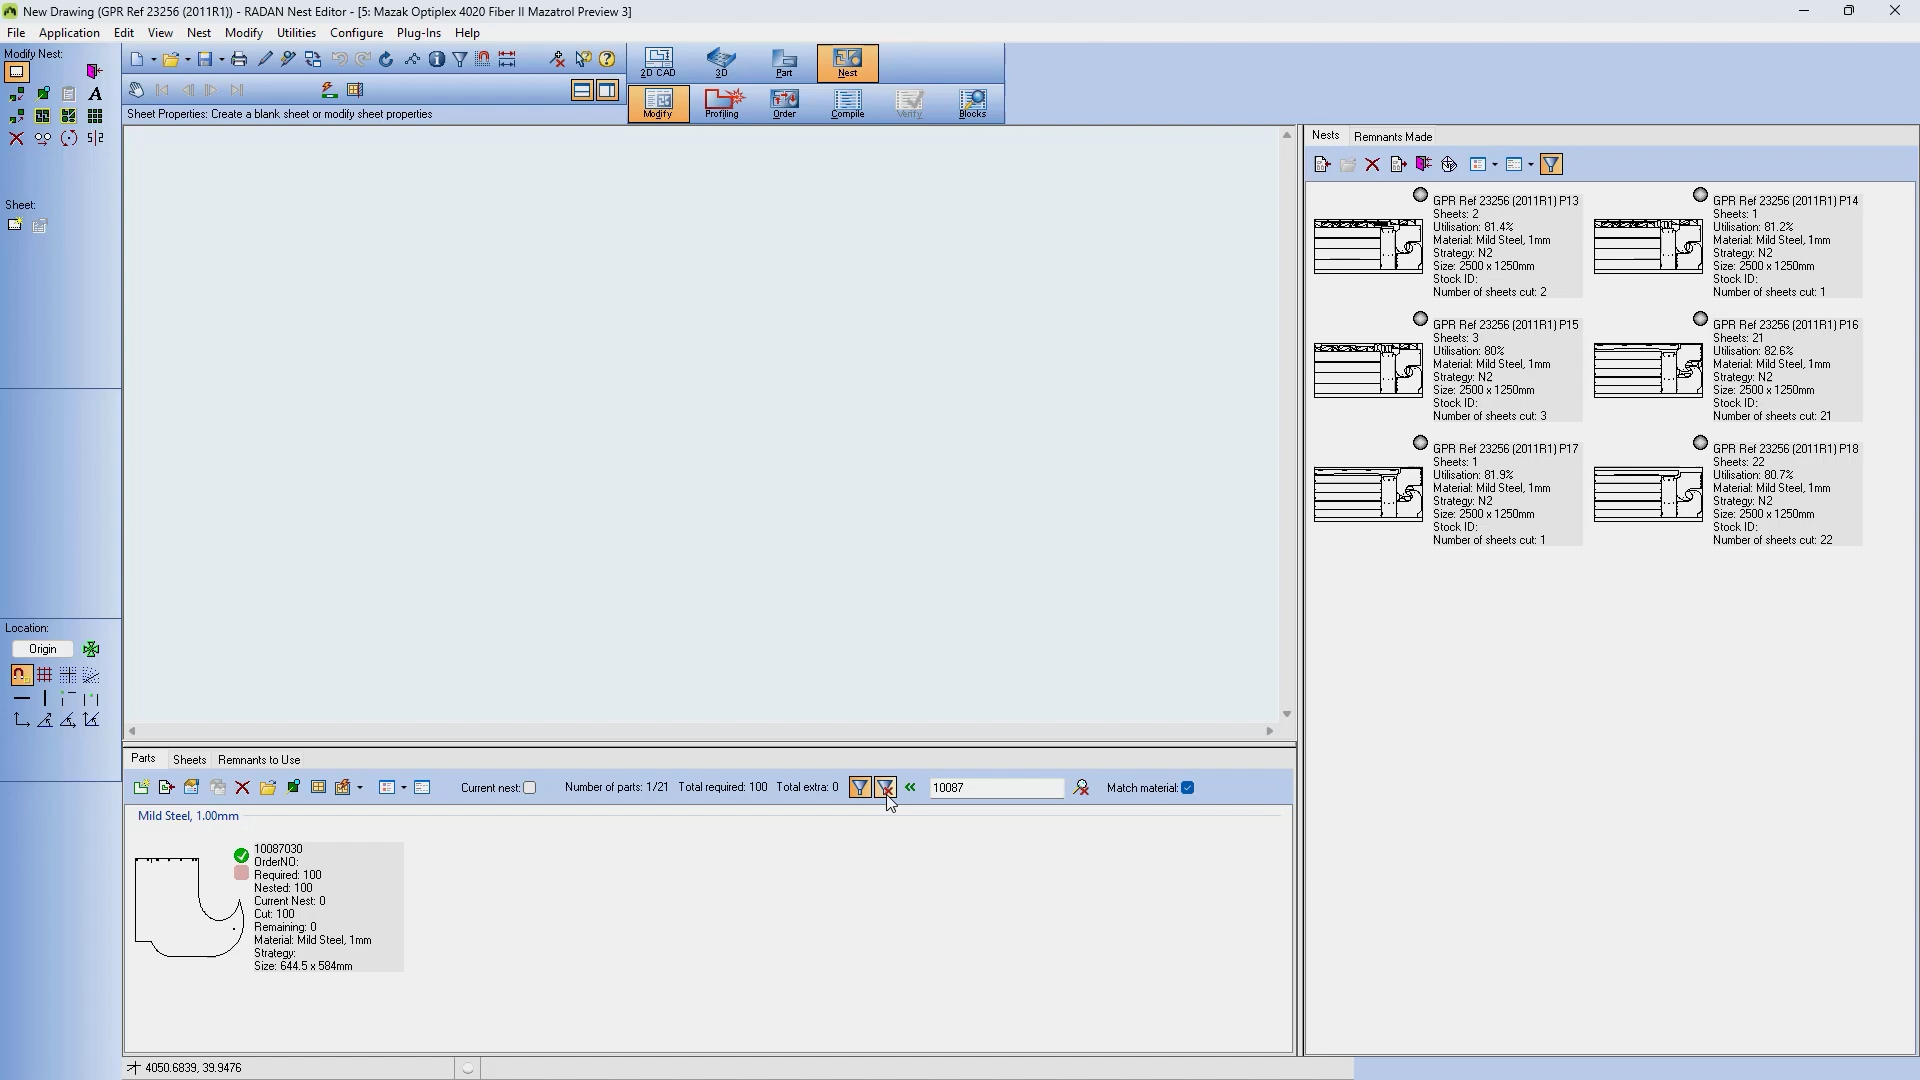 New Drawing (GPR Ref 23256 (2011R1)) - RADAN Nest Editor - [5: Mazak Optiplex 4020 Fiber II Mazatrol Preview 3]
File Application Edit View Nest Modify Utilities Configure Plug-Ins Help
Modify Nest:
2D CAD 3D Part Nest
Modify Profiling Order Compile Verify Blocks
Sheet Properties: Create a blank sheet or modify sheet properties
Sheet:
Location:
Origin
Nests Remnants Made
GPR Ref 23256 (2011R1) P13
Sheets: 2
Utilisation: 81.4%
Material: Mild Steel, 1mm
Strategy: N2
Size: 2500 x 1250mm
Stock ID:
Number of sheets cut: 2
GPR Ref 23256 (2011R1) P14
Sheets: 1
Utilisation: 81.2%
Material: Mild Steel, 1mm
Strategy: N2
Size: 2500 x 1250mm
Stock ID:
Number of sheets cut: 1
GPR Ref 23256 (2011R1) P15
Sheets: 3
Utilisation: 80%
Material: Mild Steel, 1mm
Strategy: N2
Size: 2500 x 1250mm
Stock ID:
Number of sheets cut: 3
GPR Ref 23256 (2011R1) P16
Sheets: 21
Utilisation: 82.6%
Material: Mild Steel, 1mm
Strategy: N2
Size: 2500 x 1250mm
Stock ID:
Number of sheets cut: 21
GPR Ref 23256 (2011R1) P17
Sheets: 1
Utilisation: 81.9%
Material: Mild Steel, 1mm
Strategy: N2
Size: 2500 x 1250mm
Stock ID:
Number of sheets cut: 1
GPR Ref 23256 (2011R1) P18
Sheets: 22
Utilisation: 80.7%
Material: Mild Steel, 1mm
Strategy: N2
Size: 2500 x 1250mm
Stock ID:
Number of sheets cut: 22
Parts Sheets Remnants to Use
Current nest: Number of parts: 1/21 Total required: 100 Total extra: 0 10087 Match material:
Mild Steel, 1.00mm
10087030
OrderNO:
Required: 100
Nested: 100
Current Nest: 0
Cut: 100
Remaining: 0
Material: Mild Steel, 1mm
Strategy:
Size: 644.5 x 584mm
4050.6839, 39.9476